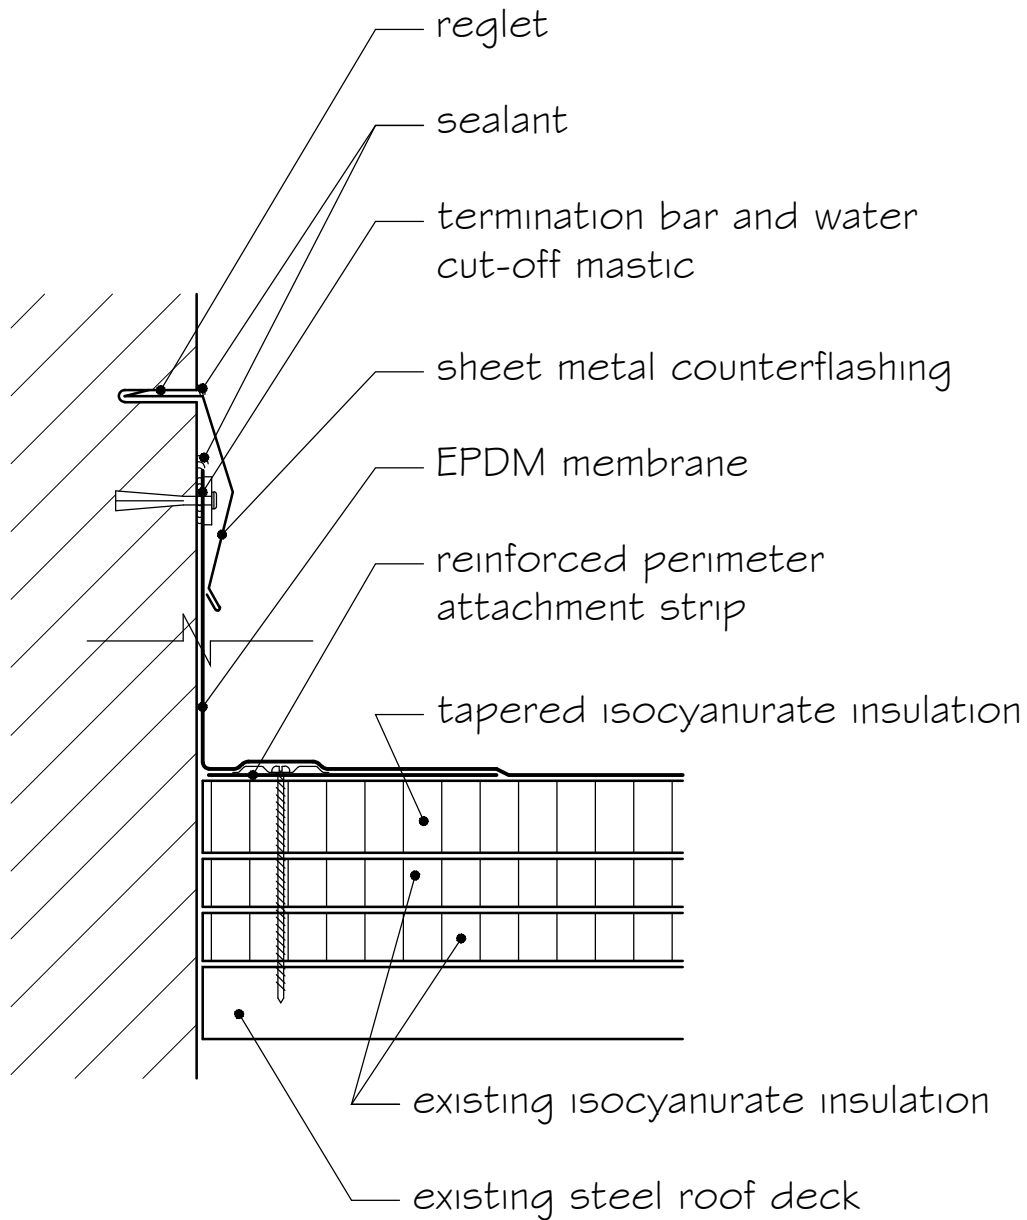 reglet
sealant
termination bar and water
cut-off mastic
sheet metal counterflashing
EPDM membrane
reinforced perimeter
attachment strip
tapered isocyanurate insulation
existing isocyanurate insulation
existing steel roof deck